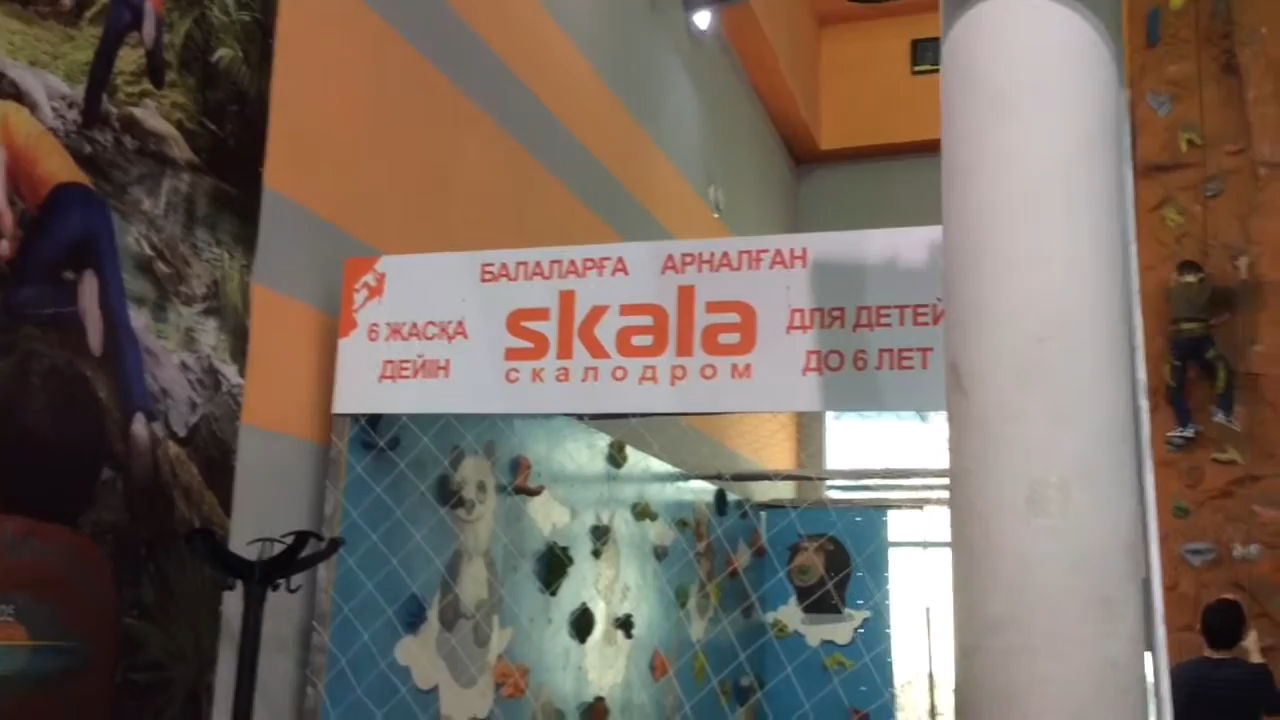 БАЛАЛАРҒА АРНАЛҒАН
6 ЖАСҚА
ДЕЙІН
skala
скалодром
ДЛЯ ДЕТЕЙ
ДО 6 ЛЕТ